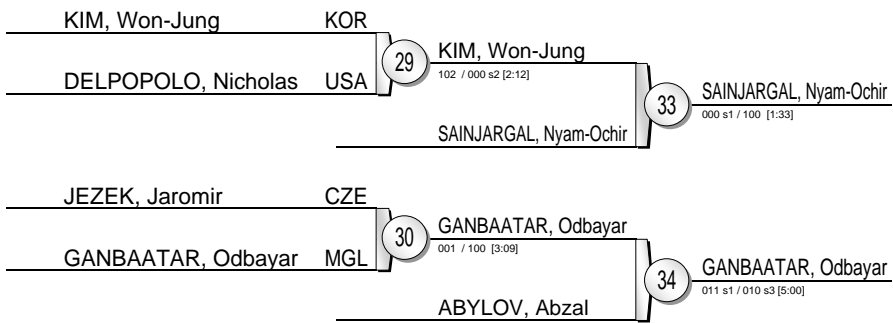 KIM, Won-Jung KOR
DELPOPOLO, Nicholas USA
29
KIM, Won-Jung
102 / 000 s2 [2:12]
SAINJARGAL, Nyam-Ochir
33
SAINJARGAL, Nyam-Ochir
000 s1 / 100 [1:33]
JEZEK, Jaromir CZE
GANBAATAR, Odbayar MGL
30
GANBAATAR, Odbayar
001 / 100 [3:09]
ABYLOV, Abzal
34
GANBAATAR, Odbayar
011 s1 / 010 s3 [5:00]